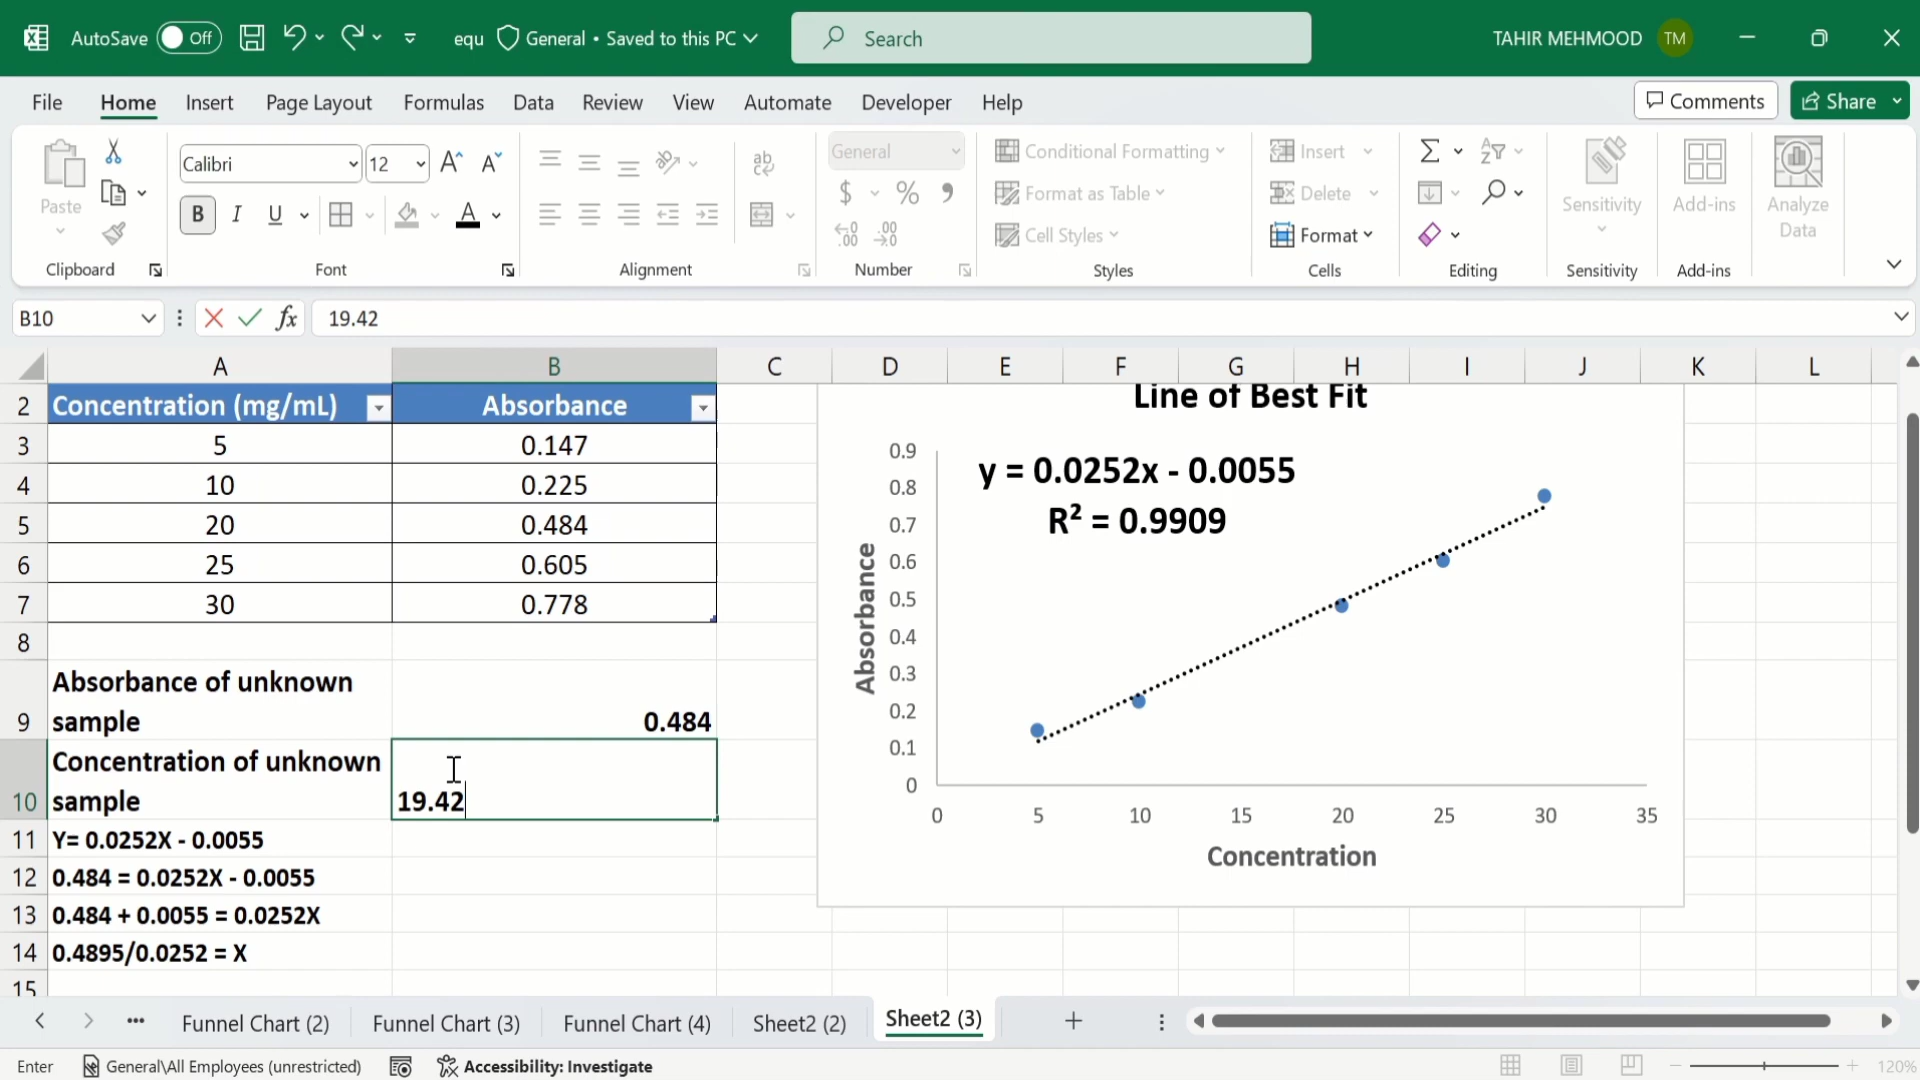 AutoSave Off equ General • Saved to this PC Search TAHIR MEHMOOD TM
File Home Insert Page Layout Formulas Data Review View Automate Developer Help Comments Share
Paste Calibri 12 A A ab General Conditional Formatting Insert Sensitivity Add-ins Analyze Data
B I U A $ % Format as Table Delete
Cell Styles Format
Clipboard Font Alignment Number Styles Cells Editing Sensitivity Add-ins
B10 fx 19.42
A B C D E F G H I J K L
2 Concentration (mg/mL) Absorbance
3 5 0.147
4 10 0.225
5 20 0.484
6 25 0.605
7 30 0.778
8
9 Absorbance of unknown
sample 0.484
10 Concentration of unknown
sample 19.42
11 Y= 0.0252X - 0.0055
12 0.484 = 0.0252X - 0.0055
13 0.484 + 0.0055 = 0.0252X
14 0.4895/0.0252 = X
15
Line of Best Fit
y = 0.0252x - 0.0055
R² = 0.9909
Absorbance
0.9
0.8
0.7
0.6
0.5
0.4
0.3
0.2
0.1
0
0 5 10 15 20 25 30 35
Concentration
Funnel Chart (2) Funnel Chart (3) Funnel Chart (4) Sheet2 (2) Sheet2 (3)
Enter General\All Employees (unrestricted) Accessibility: Investigate 120%